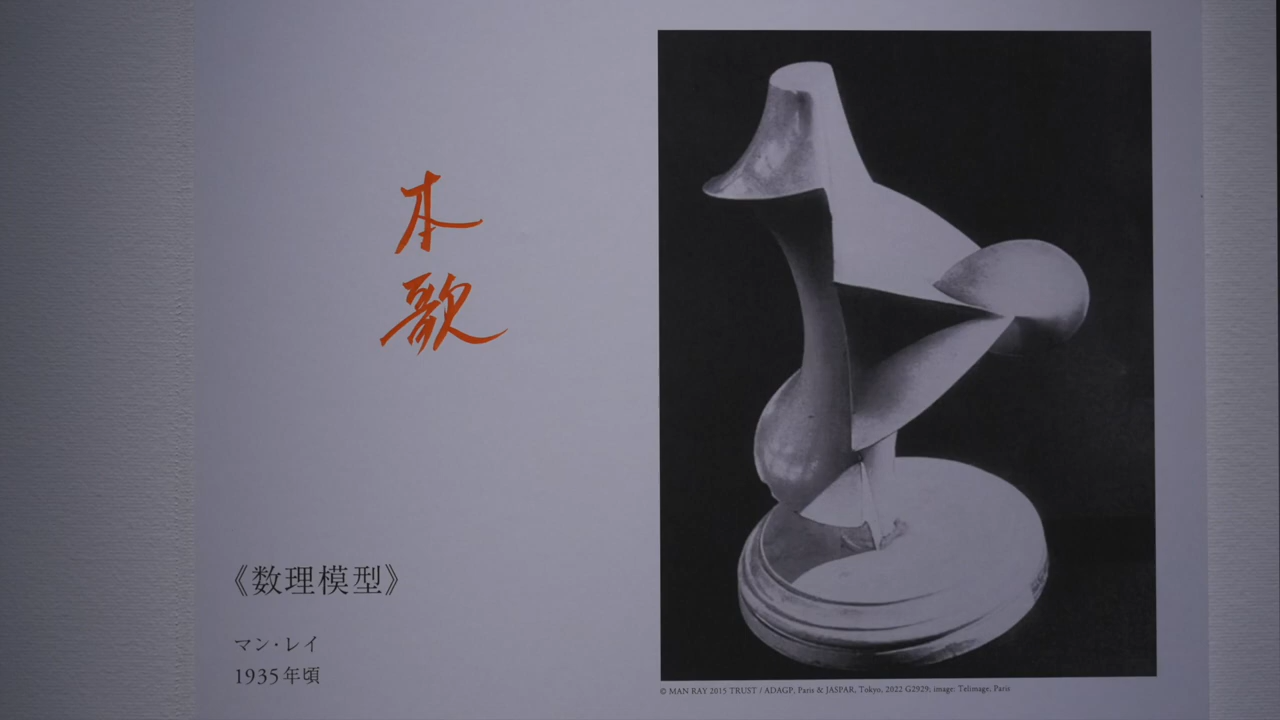 本歌
《数理模型》
マン・レイ
1935年頃
© MAN RAY 2015 TRUST / ADAGP, Paris & JASPAR, Tokyo, 2022 G2929; image: Telimage, Paris